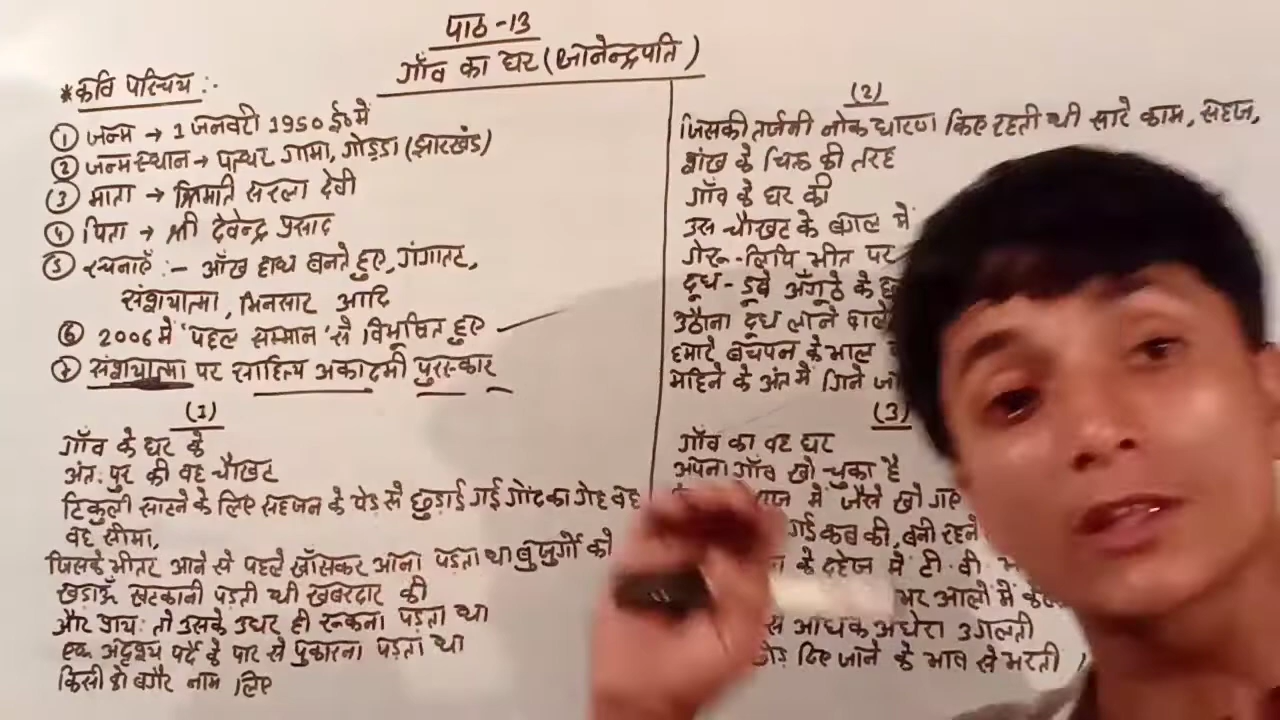 पाठ -13
गाँव का घर (ज्ञानेन्द्रपति)
*कवि परिचय :-
① जन्म → 1 जनवरी 1950 ई० में
② जन्म स्थान → पत्थर गामा, गोड्डा (झारखंड)
③ माता → श्रीमति सरला देवी
④ पिता → श्री देवेन्द्र प्रसाद
⑤ रचनाएँ :- आँख हाथ बनते हुए, गंगातट,
संशयात्मा, भिनसार आदि
⑥ 2006 में 'पहल सम्मान' से विभूषित हुए
⑦ संशयात्मा पर साहित्य अकादमी पुरस्कार
(1)
गाँव के घर के
अंत: पुर की वह चौखट
टिकुली साटने के लिए सहजन के पेड़ से छुड़ाई गई गोंद का गेह वह
वह सीमा,
जिसके भीतर आने से पहले खाँसकर आना पड़ता था बुजुर्गों को
खड़ाऊँ खटकानी पड़ती थी खबरदार की
और प्राय: तो उसके उधर ही रूकना पड़ता था
एक अदृश्य पर्दे के पार से पुकारना पड़ता था
किसी को बगैर नाम लिए
(2)
जिसकी तर्जनी नोक धारण किए रहती थी सारे काम, सहज,
शंख के चिह्न की तरह
गाँव के घर की
उस चौखट के बगल में
गेरू-लिपि भीत पर
दूध - डूबे अँगूठे के
उठौना दूध लाने वाले
हमारे बचपन के भाल
महिने के अंत में गिने
(3)
गाँव का वह घर
अपना गाँव खो चुका है
में जैसे खो गए
गई कब की, बनी रहने
के दहेज में टी. वी.
भर आलों में
से अधिक अंधेरा उगलती
छोड़ दिए जाने के भाव से भरती